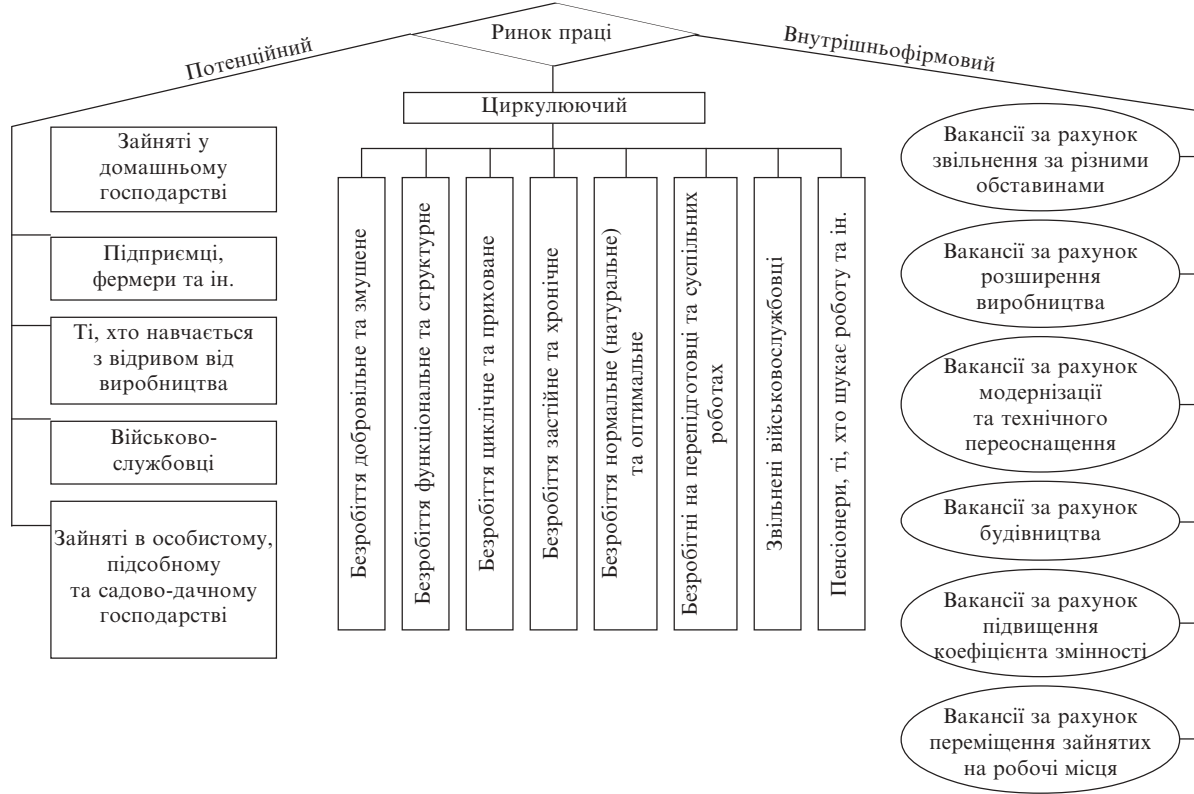 Ринок праці
Потенційний
Внутрішньофірмовий
Циркулюючий
Зайняті у
домашньому
господарстві
Підприємці,
фермери та ін.
Ті, хто навчається
з відривом від
виробництва
Військово-
службовці
Зайняті в особистому,
підсобному
та садово-дачному
господарстві
Безробіття добровільне та змушене
Безробіття функціональне та структурне
Безробіття циклічне та приховане
Безробіття застійне та хронічне
Безробіття нормальне (натуральне)
та оптимальне
Безробітні на перепідготовці та суспільних
роботах
Звільнені військовослужбовці
Пенсіонери, ті, хто шукає роботу та ін.
Вакансії за рахунок
звільнення за різними
обставинами
Вакансії за рахунок
розширення
виробництва
Вакансії за рахунок
модернізації
та технічного
переоснащення
Вакансії за рахунок
будівництва
Вакансії за рахунок
підвищення
коефіцієнта змінності
Вакансії за рахунок
переміщення зайнятих
на робочі місця